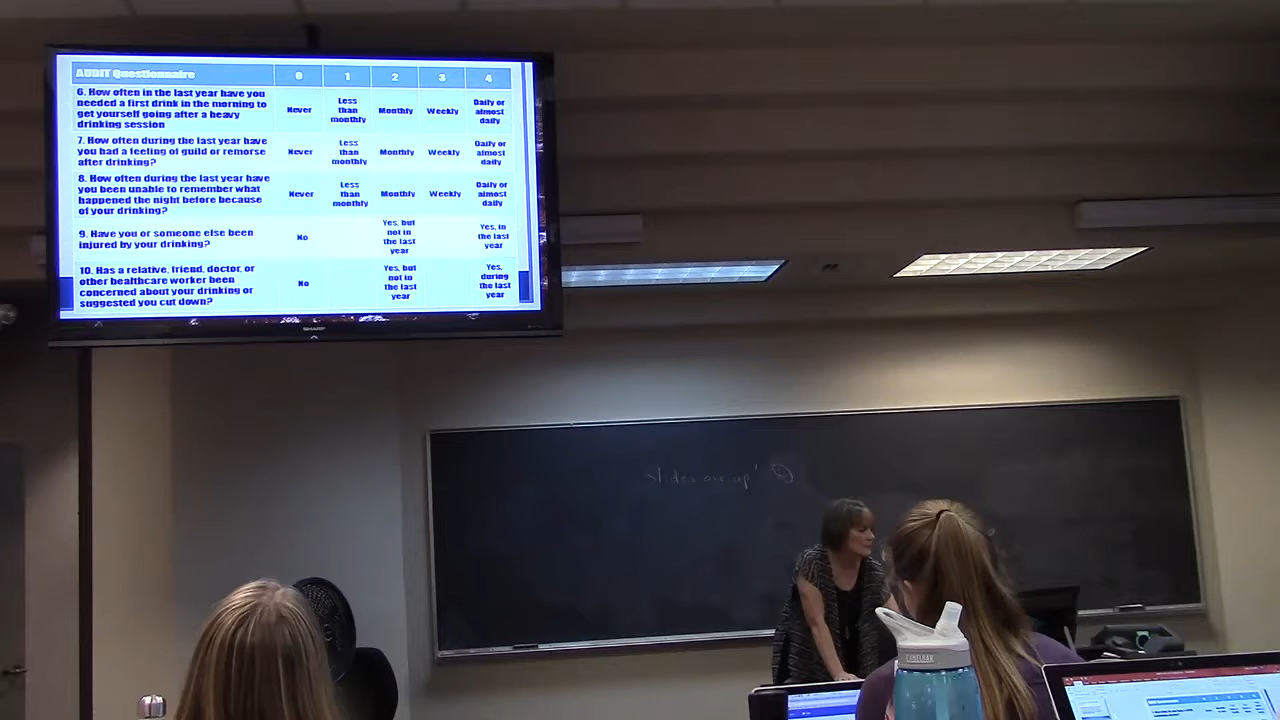 AUDIT Questionnaire 0 1 2 3 4
6. How often in the last year have you
needed a first drink in the morning to
get yourself going after a heavy
drinking session
Never
Less
than
monthly
Monthly
Weekly
Daily or
almost
daily
7. How often during the last year have
you had a feeling of guild or remorse
after drinking?
Never
Less
than
monthly
Monthly
Weekly
Daily or
almost
daily
8. How often during the last year have
you been unable to remember what
happened the night before because
of your drinking?
Never
Less
than
monthly
Monthly
Weekly
Daily or
almost
daily
9. Have you or someone else been
injured by your drinking?
No
Yes, but
not in
the last
year
Yes, in
the last
year
10. Has a relative, friend, doctor, or
other healthcare worker been
concerned about your drinking or
suggested you cut down?
No
Yes, but
not in
the last
year
Yes,
during
the last
year
SHARP
slides are up!
CAMELBAK